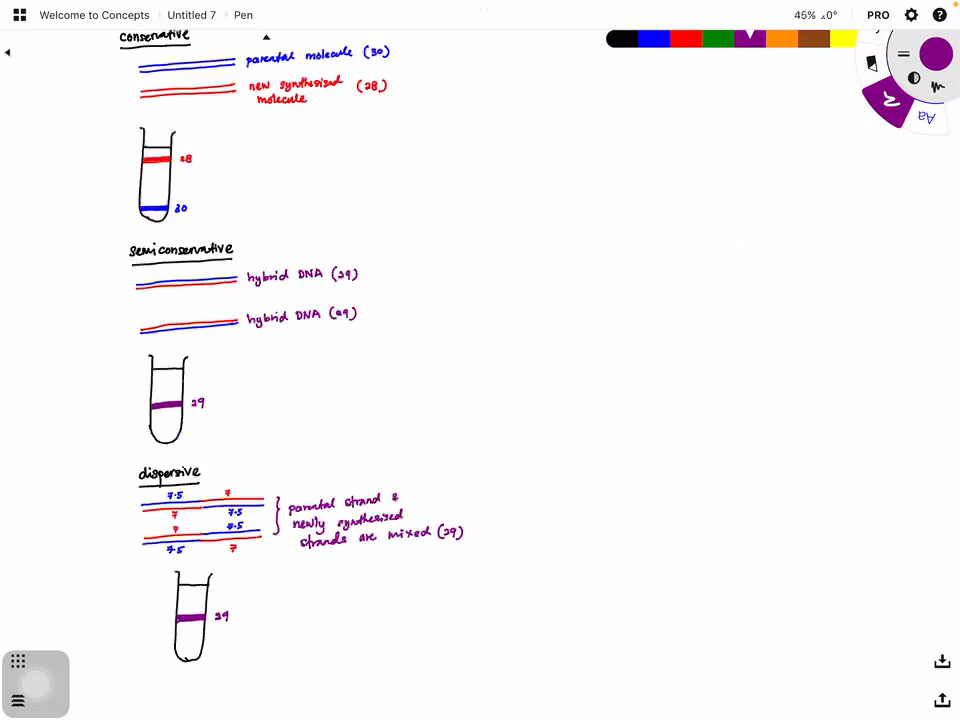 Welcome to Concepts Untitled 7 Pen 45% 0° PRO
conservative
parental molecule (30)
new synthesised (28)
molecule
28
30
semiconservative
hybrid DNA (29)
hybrid DNA (29)
29
dispersive
7.5 7
7 7.5
7 7.5
7.5 7
parental strand &
newly synthesised
strands are mixed (29)
29
Aa